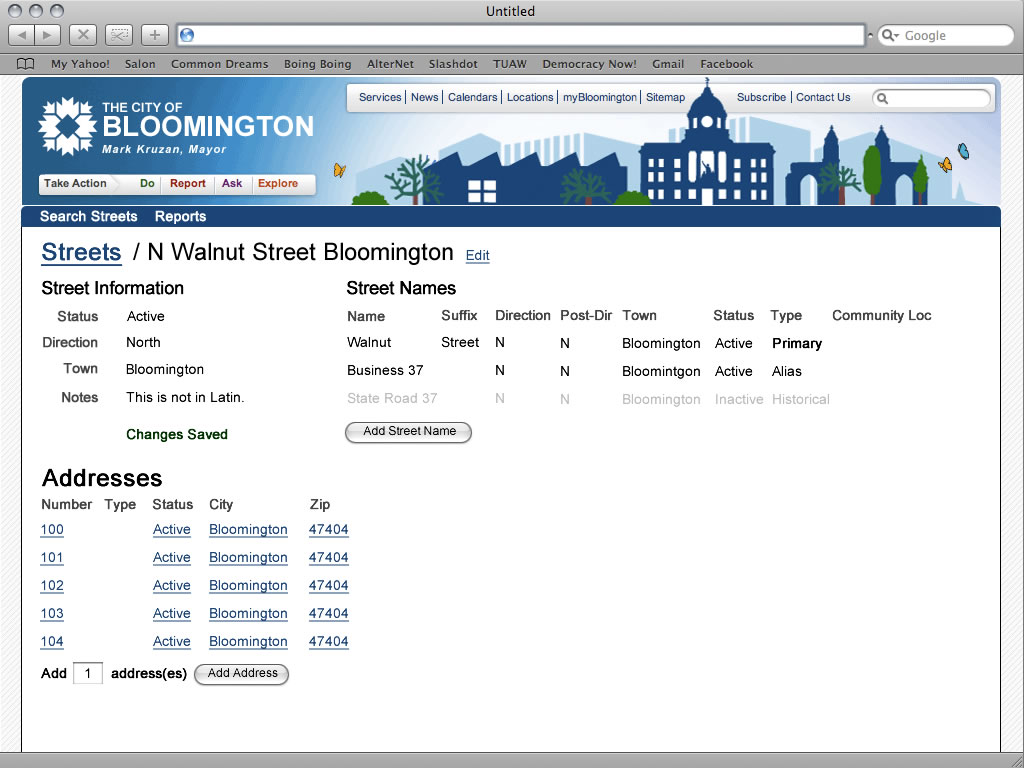 Untitled
Google
My Yahoo! Salon Common Dreams Boing Boing AlterNet Slashdot TUAW Democracy Now! Gmail Facebook
Services News Calendars Locations myBloomington Sitemap Subscribe Contact Us
THE CITY OF
BLOOMINGTON
Mark Kruzan, Mayor
Take Action Do Report Ask Explore
Search Streets Reports
Streets / N Walnut Street Bloomington Edit
Street Information
Status Active
Direction North
Town Bloomington
Notes This is not in Latin.
Changes Saved
Street Names
Name Suffix Direction Post-Dir Town Status Type Community Loc
Walnut Street N N Bloomington Active Primary
Business 37 N N Bloomintgon Active Alias
State Road 37 N N Bloomington Inactive Historical
Add Street Name
Addresses
Number Type Status City Zip
100 Active Bloomington 47404
101 Active Bloomington 47404
102 Active Bloomington 47404
103 Active Bloomington 47404
104 Active Bloomington 47404
Add 1 address(es) Add Address